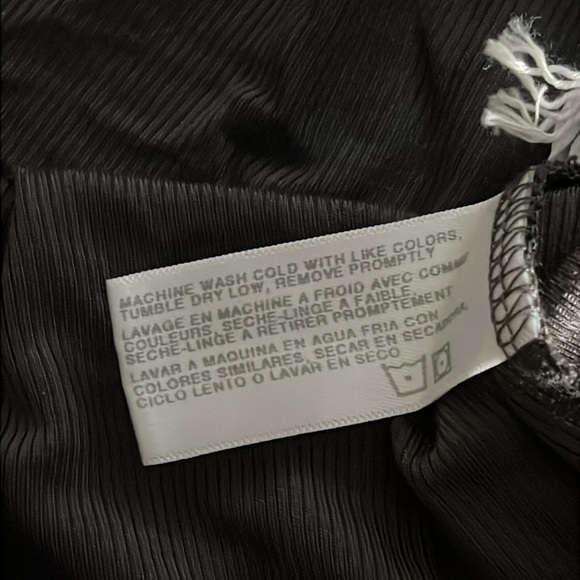 MACHINE WASH COLD WITH LIKE COLORS,
TUMBLE DRY LOW, REMOVE PROMPTLY
LAVAGE EN MACHINE A FROID AVEC COMME
COULEURS, SECHE-LINGE A FAIBLE,
SECHE-LINGE A RETIRER PROMPTEMENT
LAVAR A MAQUINA EN AGUA FRIA CON
COLORES SIMILARES, SECAR EN SECADORA,
CICLO LENTO O LAVAR EN SECO